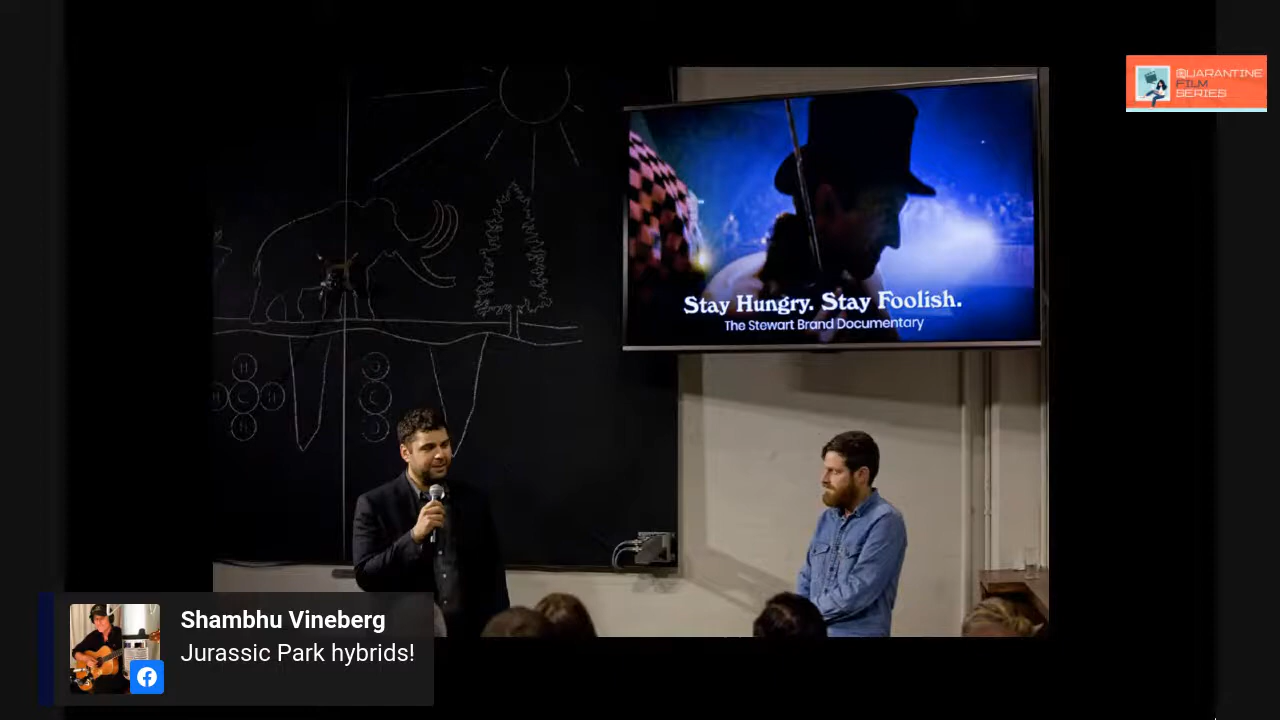 QUARANTINE
FILM
SERIES
Stay Hungry. Stay Foolish.
The Stewart Brand Documentary
H
H C H
H
O
C
Shambhu Vineberg
Jurassic Park hybrids!